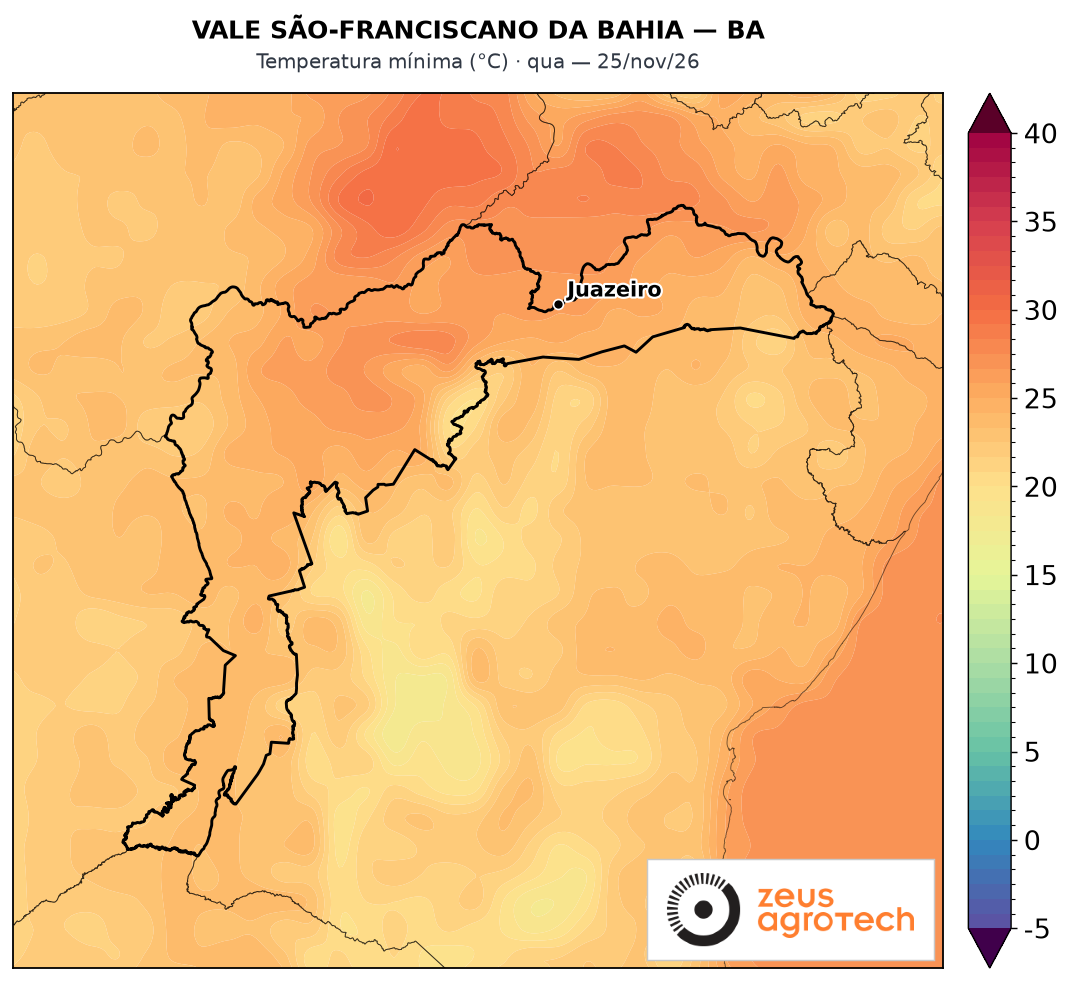 VALE SÃO-FRANCISCANO DA BAHIA — BA
Temperatura mínima (°C) · qua — 25/nov/26
Juazeiro
40
35
30
25
20
15
10
5
0
-5
zeus
agrotech